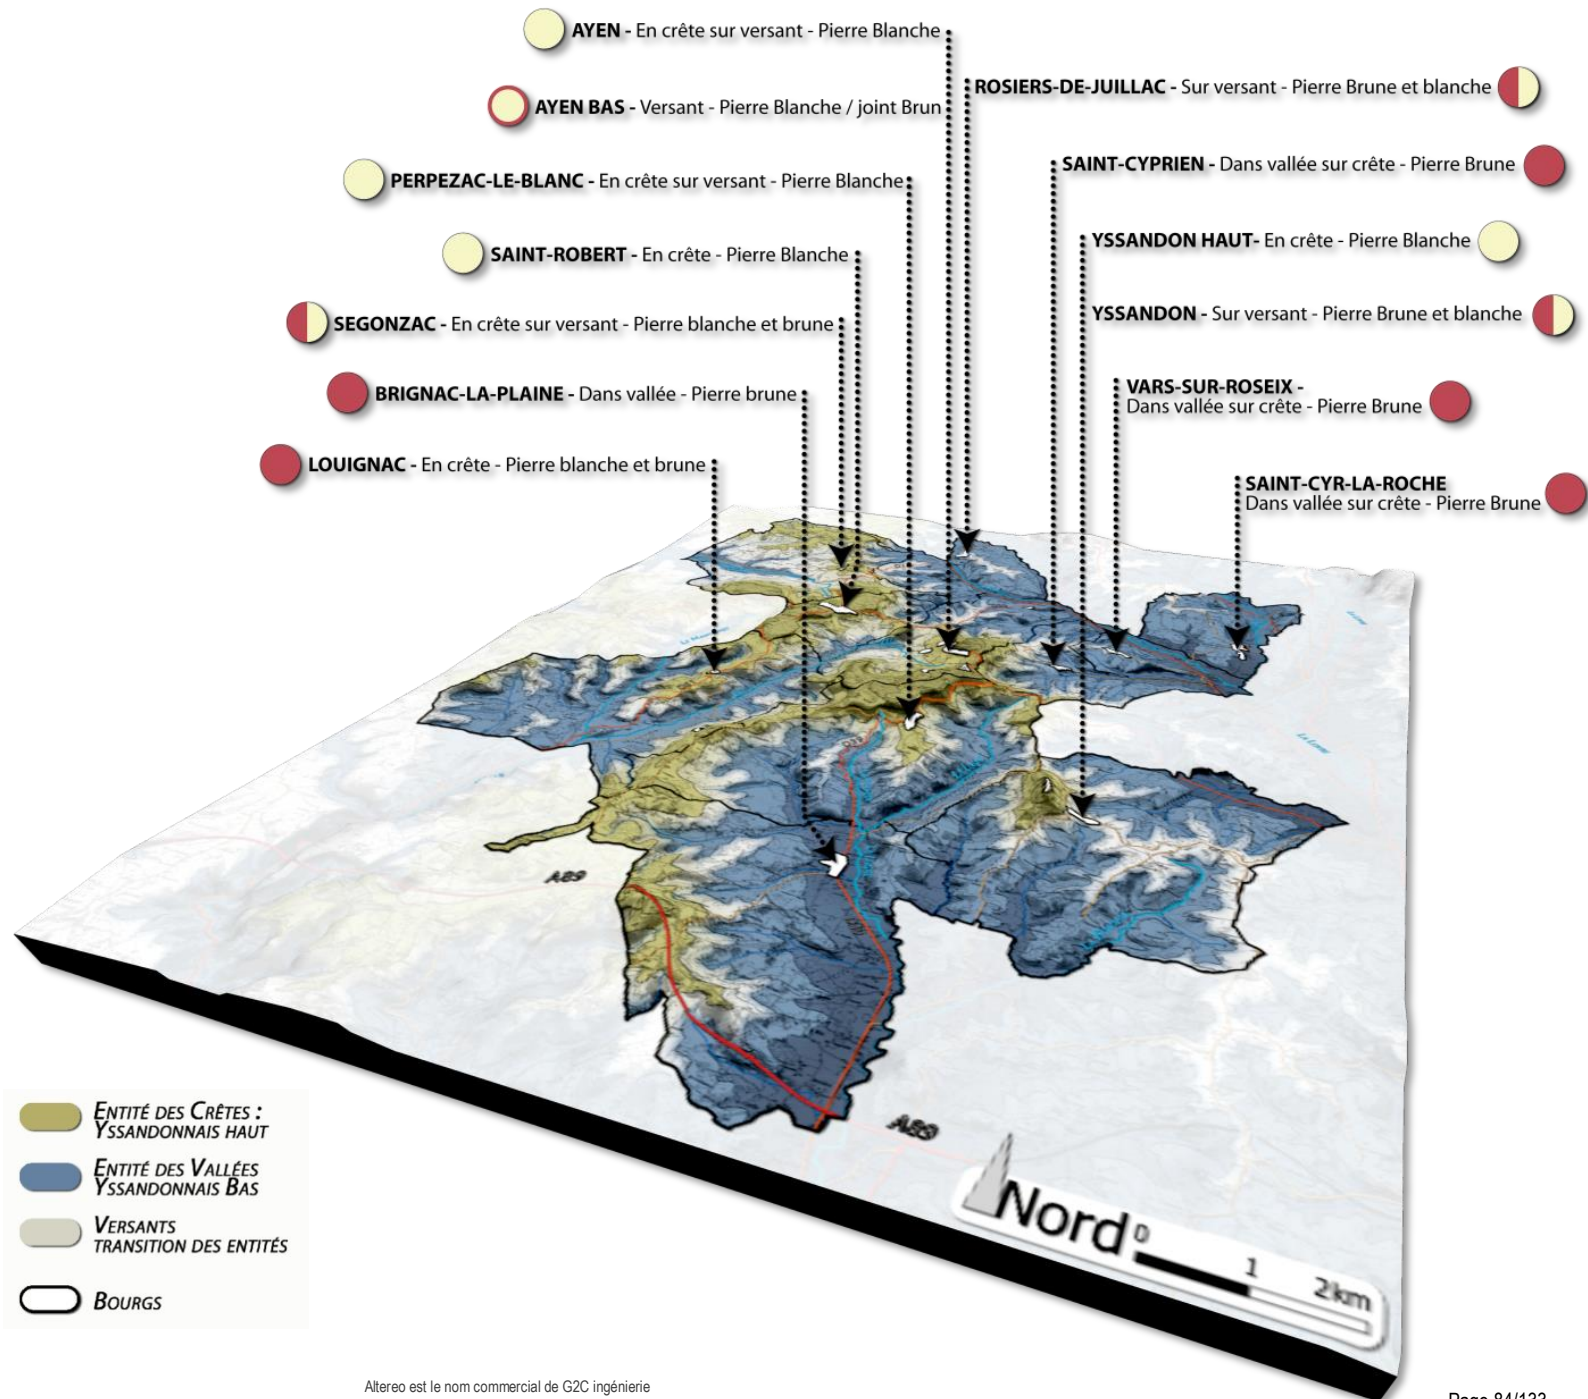 AYEN - En crête sur versant - Pierre Blanche
AYEN BAS - Versant - Pierre Blanche / joint Brun
PERPEZAC-LE-BLANC - En crête sur versant - Pierre Blanche
SAINT-ROBERT - En crête - Pierre Blanche
SEGONZAC - En crête sur versant - Pierre blanche et brune
BRIGNAC-LA-PLAINE - Dans vallée - Pierre brune
LOUIGNAC - En crête - Pierre blanche et brune
ROSIERS-DE-JUILLAC - Sur versant - Pierre Brune et blanche
SAINT-CYPRIEN - Dans vallée sur crête - Pierre Brune
YSSANDON HAUT- En crête - Pierre Blanche
YSSANDON - Sur versant - Pierre Brune et blanche
VARS-SUR-ROSEIX -
Dans vallée sur crête - Pierre Brune
SAINT-CYR-LA-ROCHE
Dans vallée sur crête - Pierre Brune
A89
A89
ENTITÉ DES CRÊTES :
YSSANDONNAIS HAUT
ENTITÉ DES VALLÉES
YSSANDONNAIS BAS
VERSANTS
TRANSITION DES ENTITÉS
BOURGS
Nord
0 1 2km
Altereo est le nom commercial de G2C ingénierie
Page 84/133